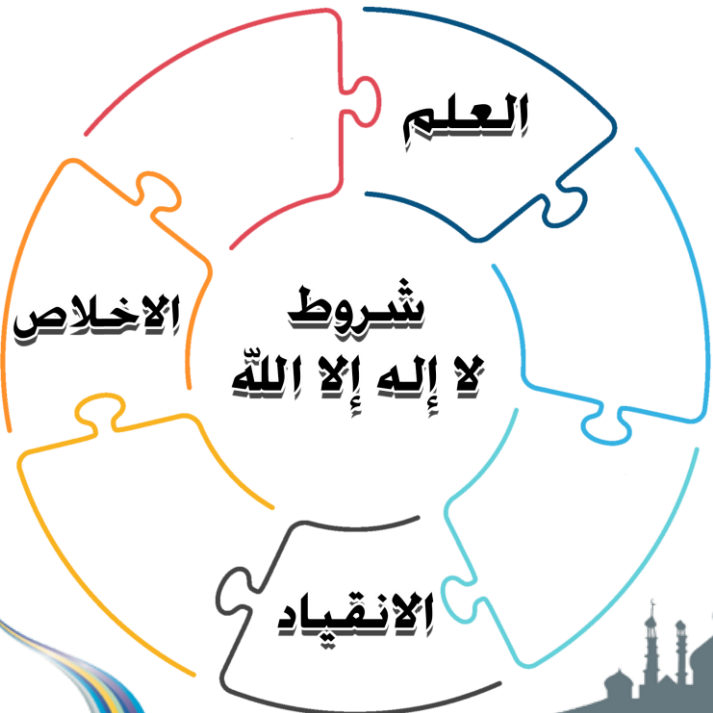 العلم
الاخلاص
شروط
لا إله إلا اللّه
الانقياد